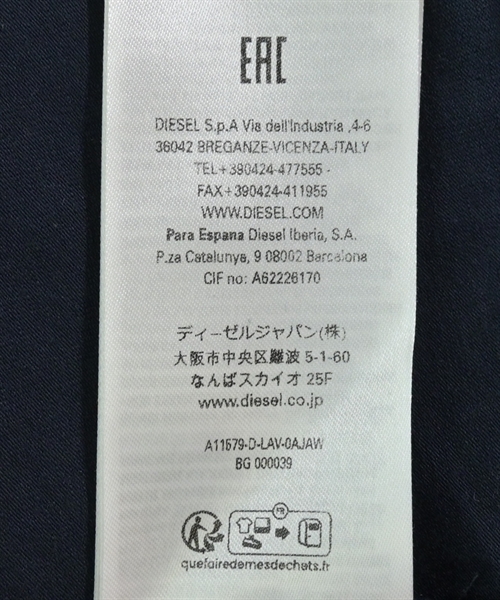 EAC
DIESEL S.p.A Via dell'Industria ,4-6
36042 BREGANZE-VICENZA-ITALY
TEL+390424-477555 -
FAX+390424-411955
WWW.DIESEL.COM
Para Espana Diesel Iberia, S.A.
P.za Catalunya, 9 08002 Barcelona
CIF no: A62226170
ディーゼルジャパン(株)
大阪市中央区難波 5-1-60
なんばスカイオ 25F
www.diesel.co.jp
A11579-D-LAV-0AJAW
BG 000039
FR
quefairedemesdechets.fr